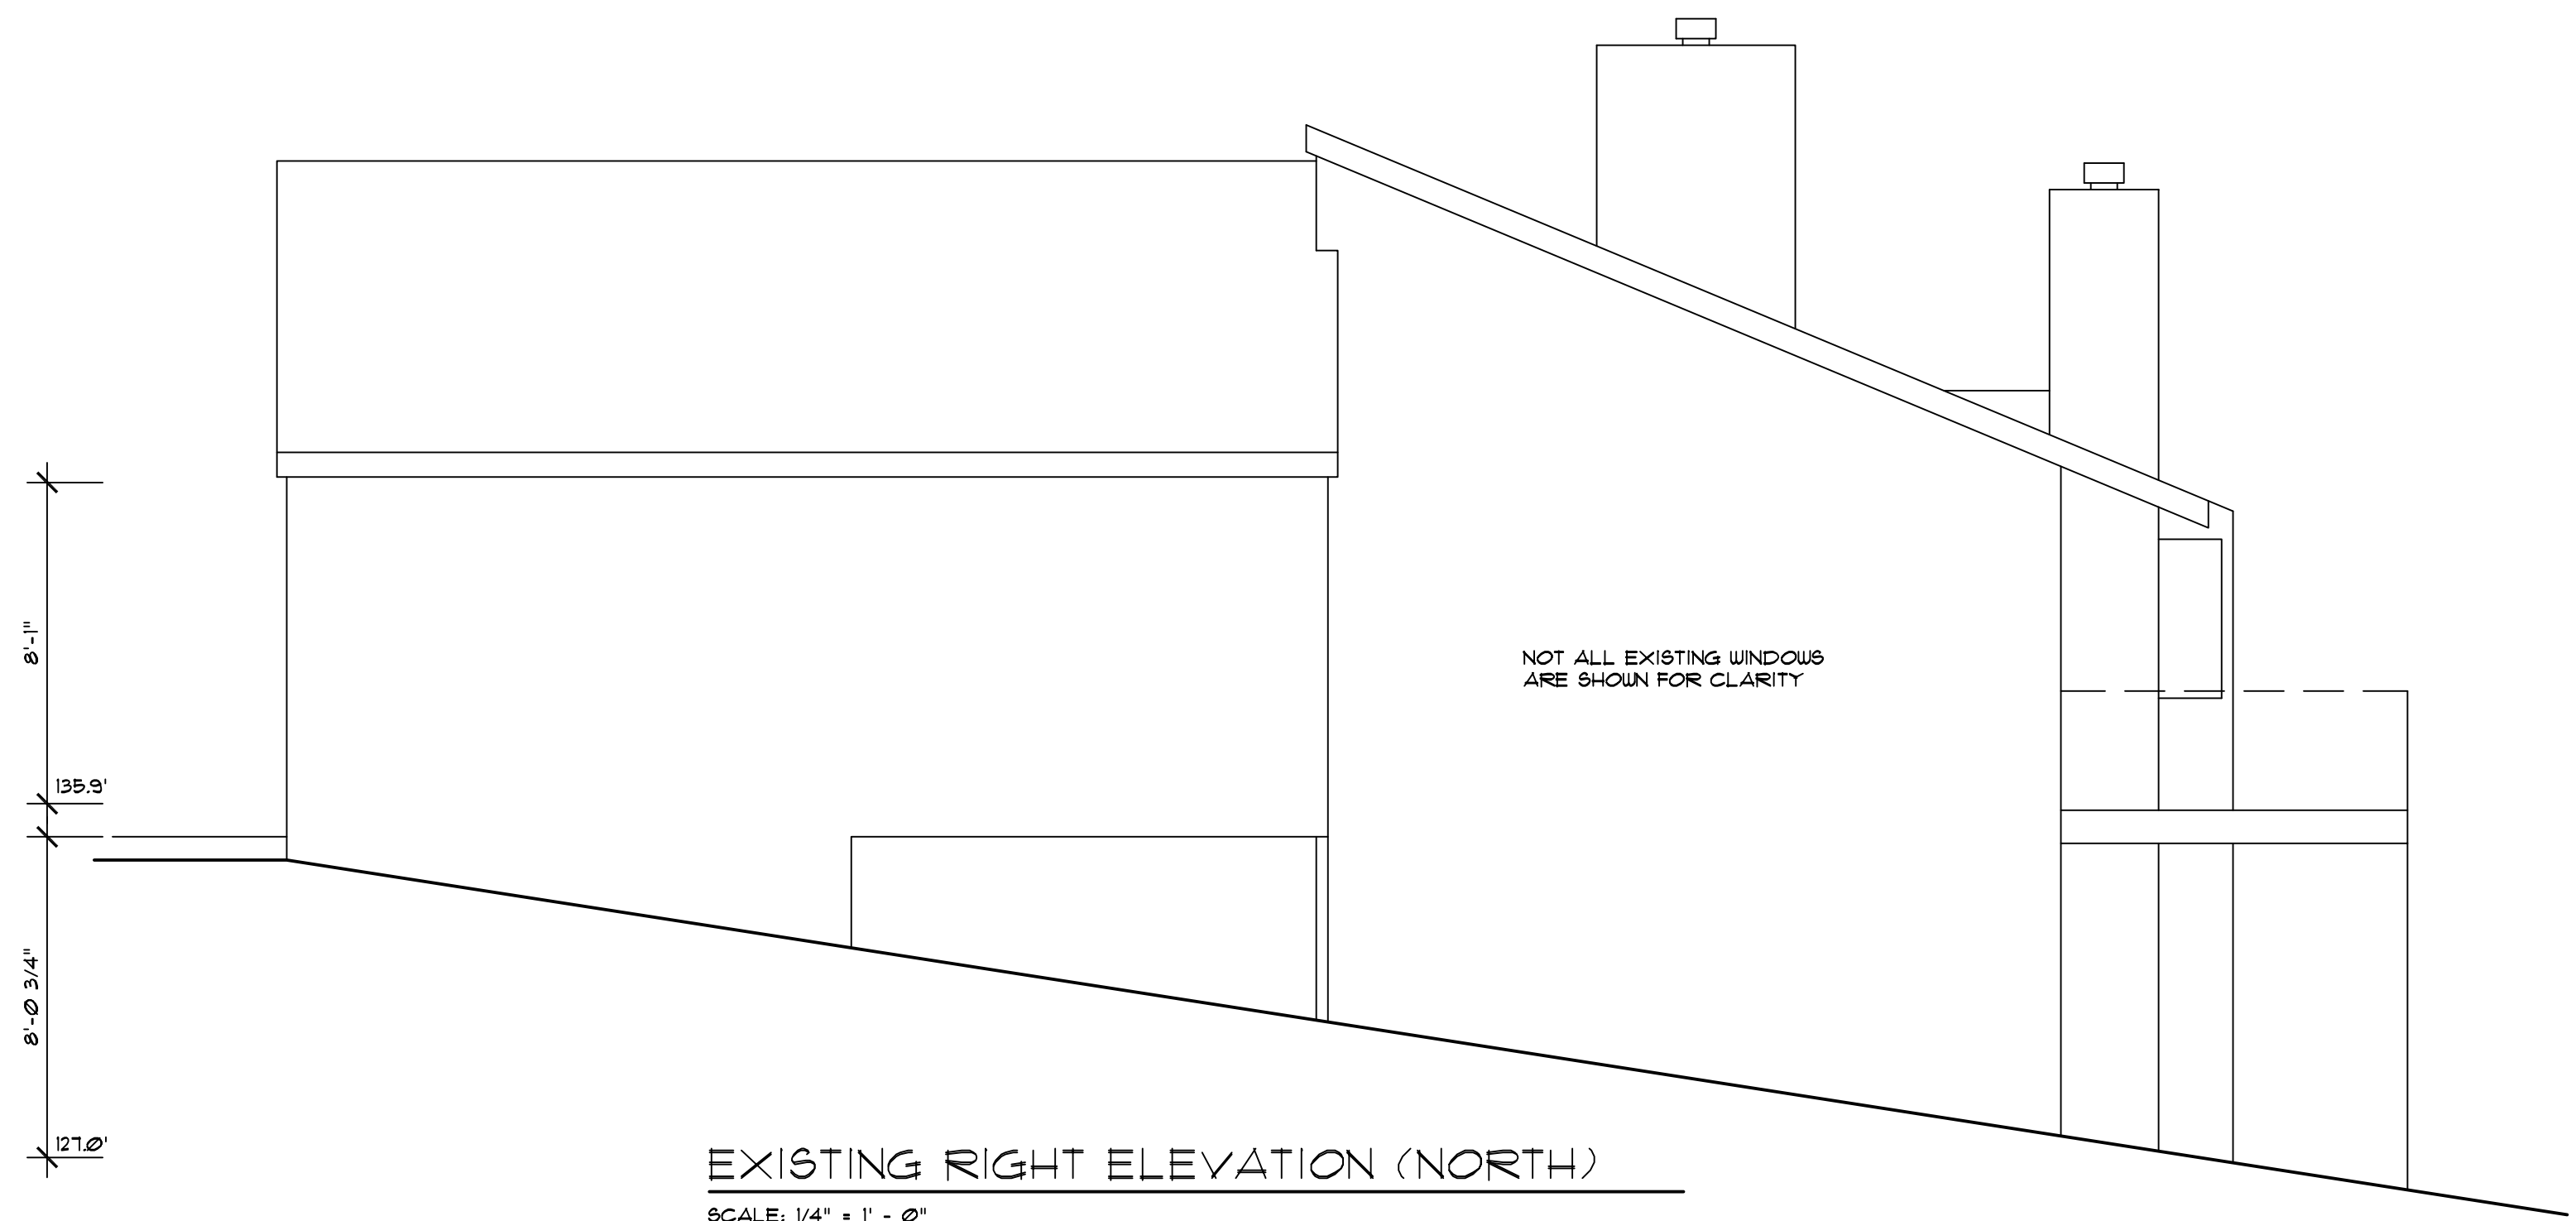 8'-1"
135.9'
8'-0 3/4"
127.0'
NOT ALL EXISTING WINDOWS
ARE SHOWN FOR CLARITY
EXISTING RIGHT ELEVATION (NORTH)
SCALE: 1/4" = 1' - 0"